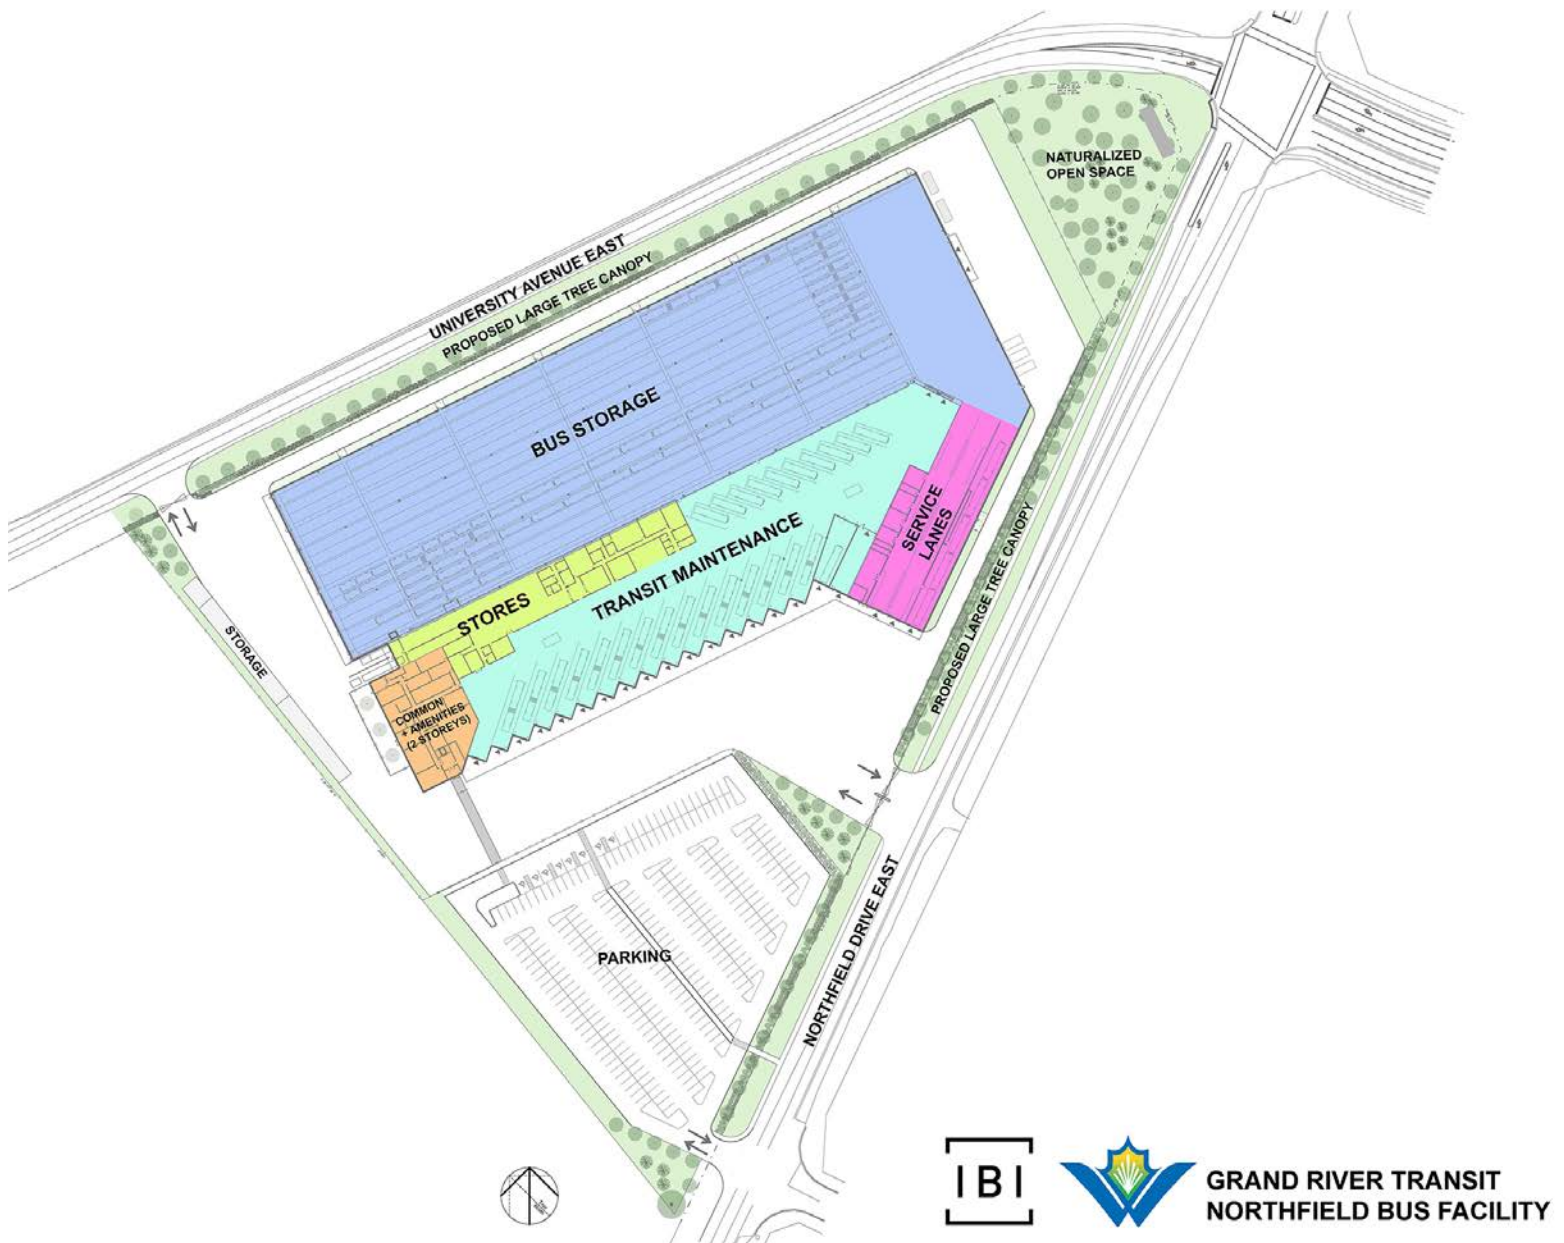 NATURALIZED
OPEN SPACE
UNIVERSITY AVENUE EAST
PROPOSED LARGE TREE CANOPY
BUS STORAGE
SERVICE
LANES
TRANSIT MAINTENANCE
STORES
PROPOSED LARGE TREE CANOPY
STORAGE
COMMON
+ AMENITIES
(2 STOREYS)
PARKING
NORTHFIELD DRIVE EAST
IBI
GRAND RIVER TRANSIT
NORTHFIELD BUS FACILITY